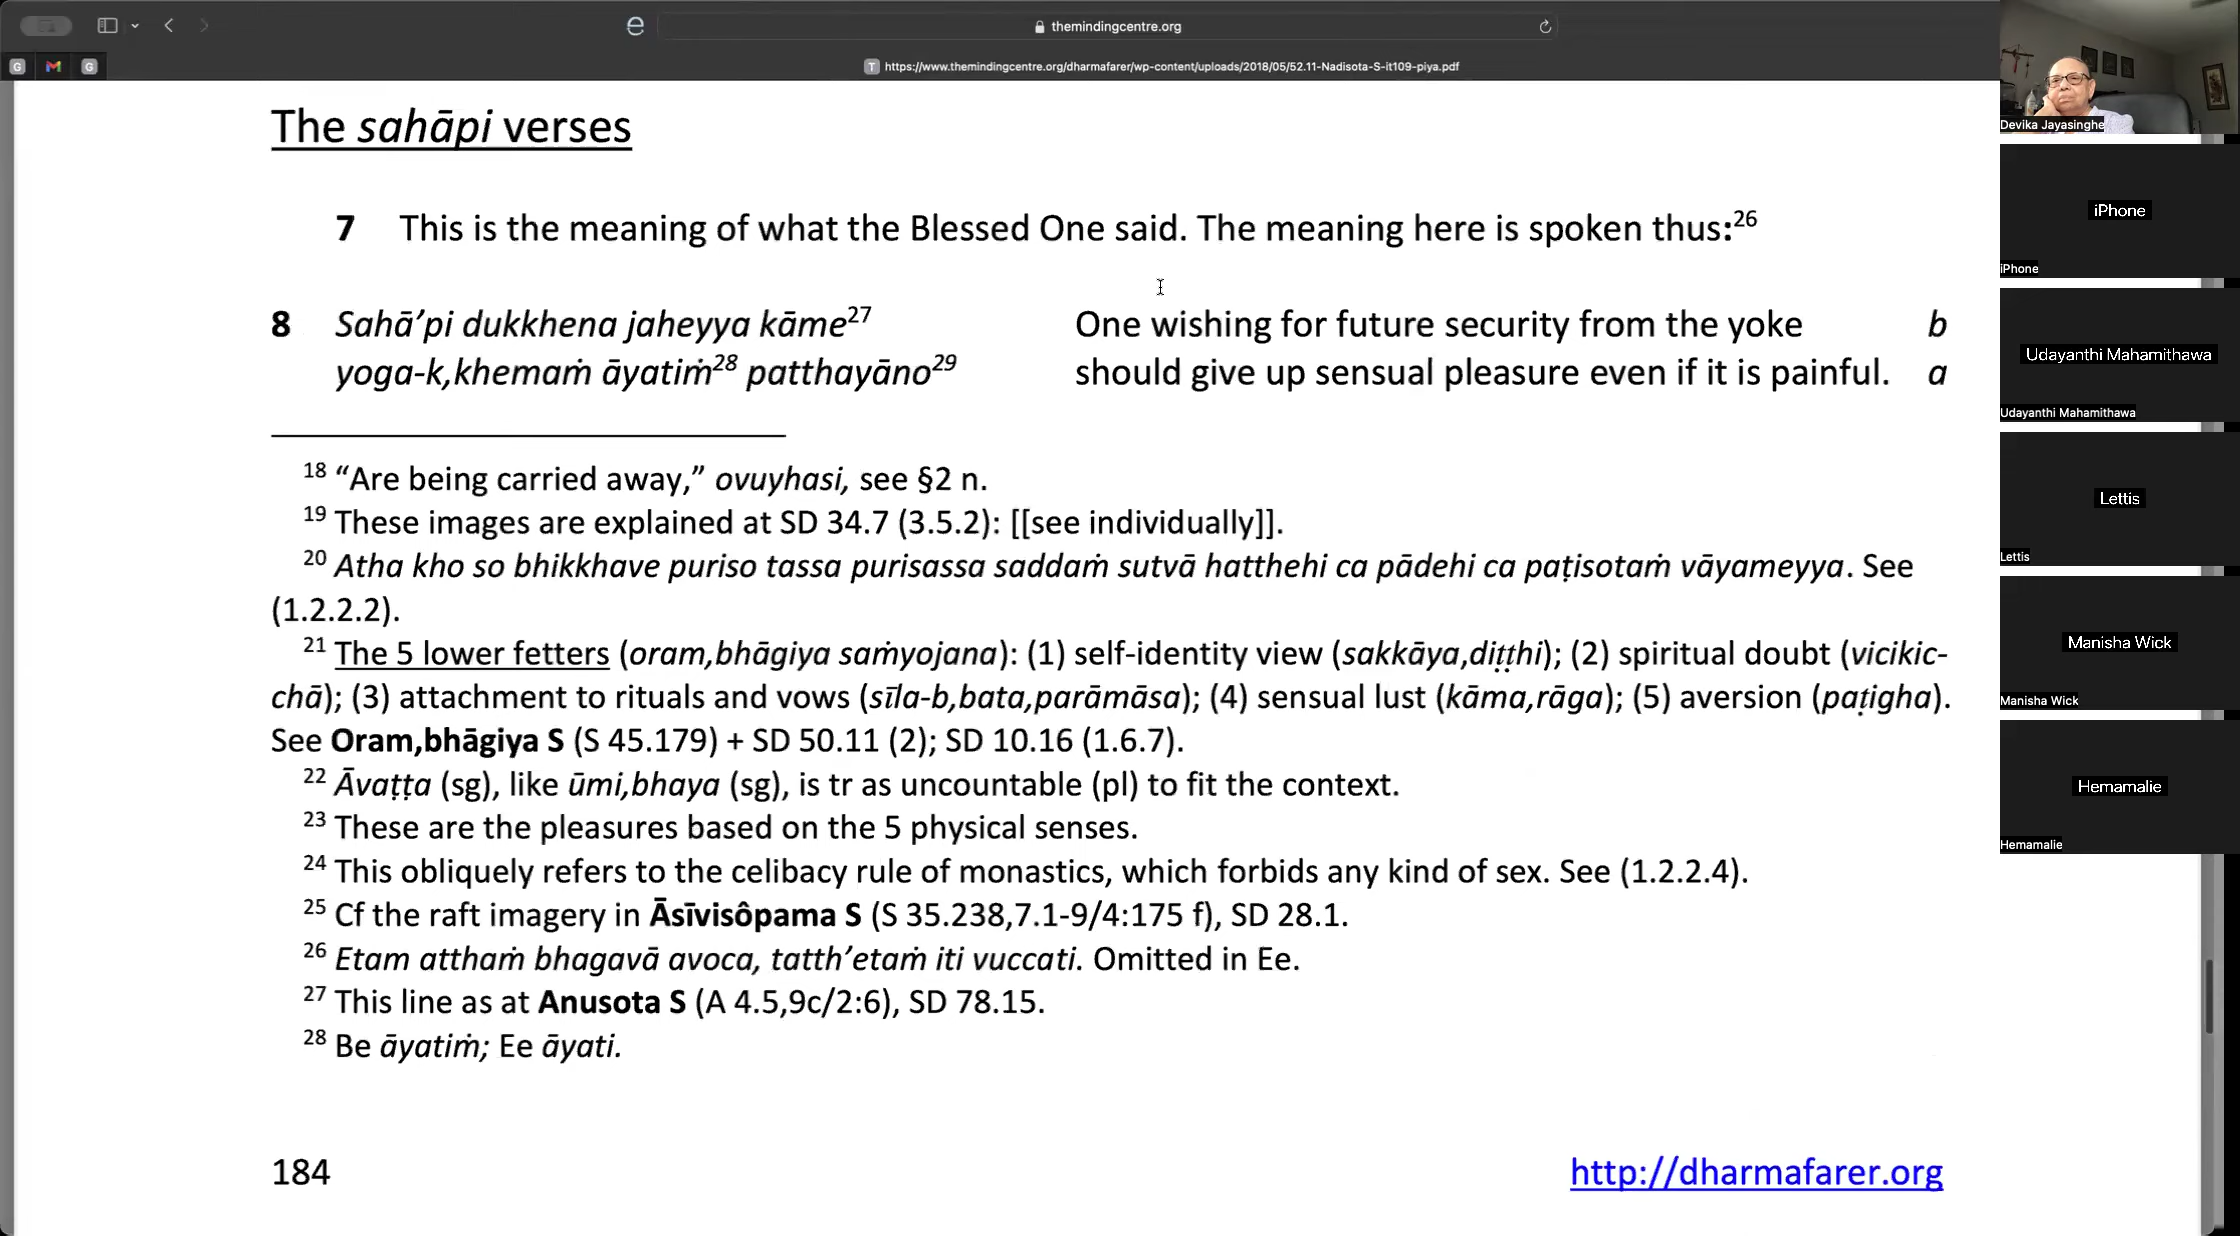 themindingcentre.org
G
G
T https://www.themindingcentre.org/dharmafarer/wp-content/uploads/2018/05/52.11-Nadisota-S-it109-piya.pdf
The sahāpi verses
7 This is the meaning of what the Blessed One said. The meaning here is spoken thus:26
8 Sahā’pi dukkhena jaheyya kāme27 One wishing for future security from the yoke b
yoga-k,khemaṁ āyatiṁ28 patthayāno29 should give up sensual pleasure even if it is painful. a
18 “Are being carried away,” ovuyhasi, see §2 n.
19 These images are explained at SD 34.7 (3.5.2): [[see individually]].
20 Atha kho so bhikkhave puriso tassa purisassa saddaṁ sutvā hatthehi ca pādehi ca paṭisotaṁ vāyameyya. See
(1.2.2.2).
21 The 5 lower fetters (oram,bhāgiya saṁyojana): (1) self-identity view (sakkāya,diṭṭhi); (2) spiritual doubt (vicikic-
chā); (3) attachment to rituals and vows (sīla-b,bata,parāmāsa); (4) sensual lust (kāma,rāga); (5) aversion (paṭigha).
See Oram,bhāgiya S (S 45.179) + SD 50.11 (2); SD 10.16 (1.6.7).
22 Āvaṭṭa (sg), like ūmi,bhaya (sg), is tr as uncountable (pl) to fit the context.
23 These are the pleasures based on the 5 physical senses.
24 This obliquely refers to the celibacy rule of monastics, which forbids any kind of sex. See (1.2.2.4).
25 Cf the raft imagery in Āsīvisôpama S (S 35.238,7.1-9/4:175 f), SD 28.1.
26 Etam atthaṁ bhagavā avoca, tatth’etaṁ iti vuccati. Omitted in Ee.
27 This line as at Anusota S (A 4.5,9c/2:6), SD 78.15.
28 Be āyatiṁ; Ee āyati.
184 http://dharmafarer.org
Devika Jayasinghe
iPhone
iPhone
Udayanthi Mahamithawa
Udayanthi Mahamithawa
Lettis
Lettis
Manisha Wick
Manisha Wick
Hemamalie
Hemamalie